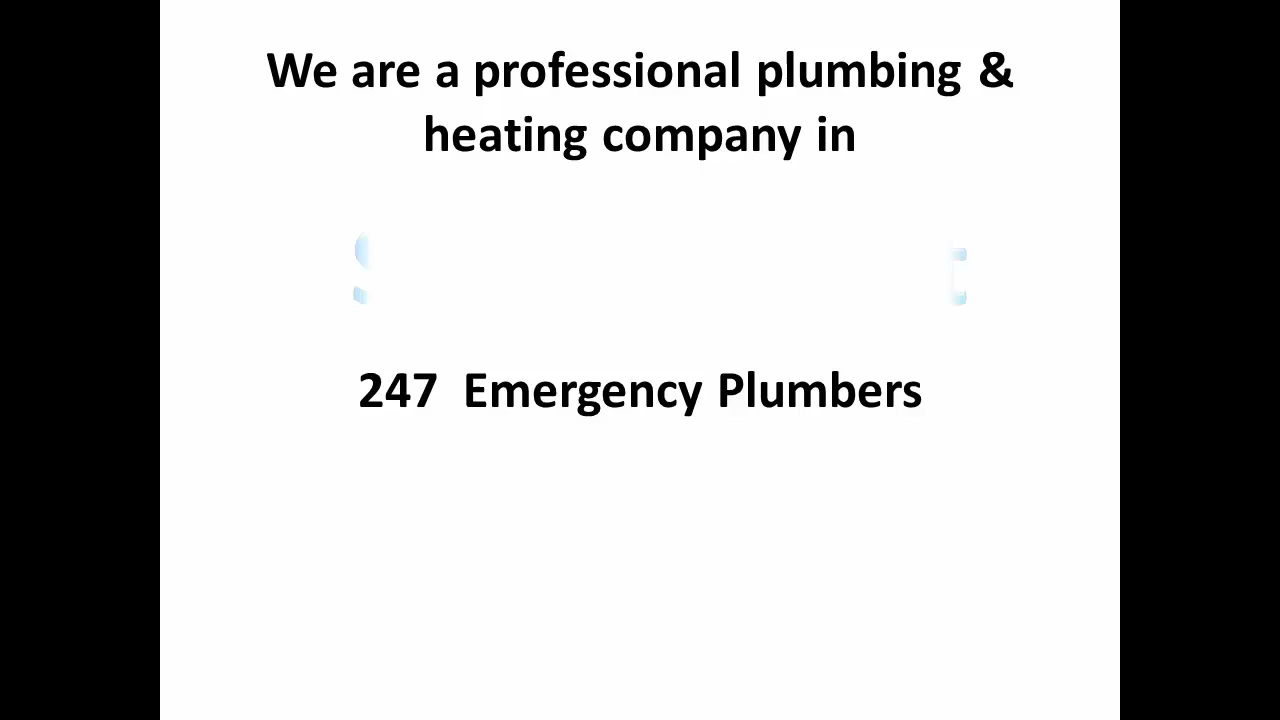 We are a professional plumbing &
heating company in
247 Emergency Plumbers